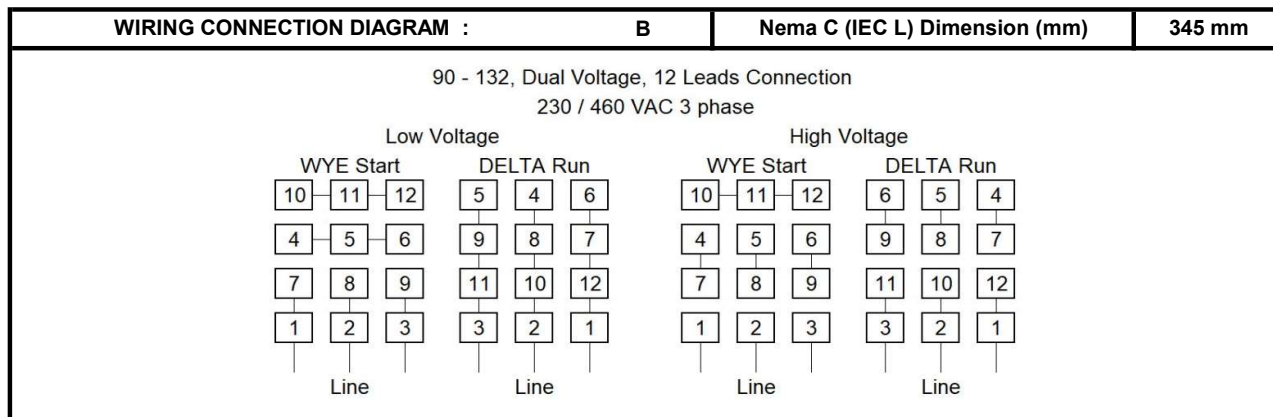 WIRING CONNECTION DIAGRAM : B Nema C (IEC L) Dimension (mm) 345 mm
90 - 132, Dual Voltage, 12 Leads Connection
230 / 460 VAC 3 phase
Low Voltage High Voltage
WYE Start DELTA Run WYE Start DELTA Run
10 11 12 5 4 6 10 11 12 6 5 4
4 5 6 9 8 7 4 5 6 9 8 7
7 8 9 11 10 12 7 8 9 11 10 12
1 2 3 3 2 1 1 2 3 3 2 1
Line Line Line Line